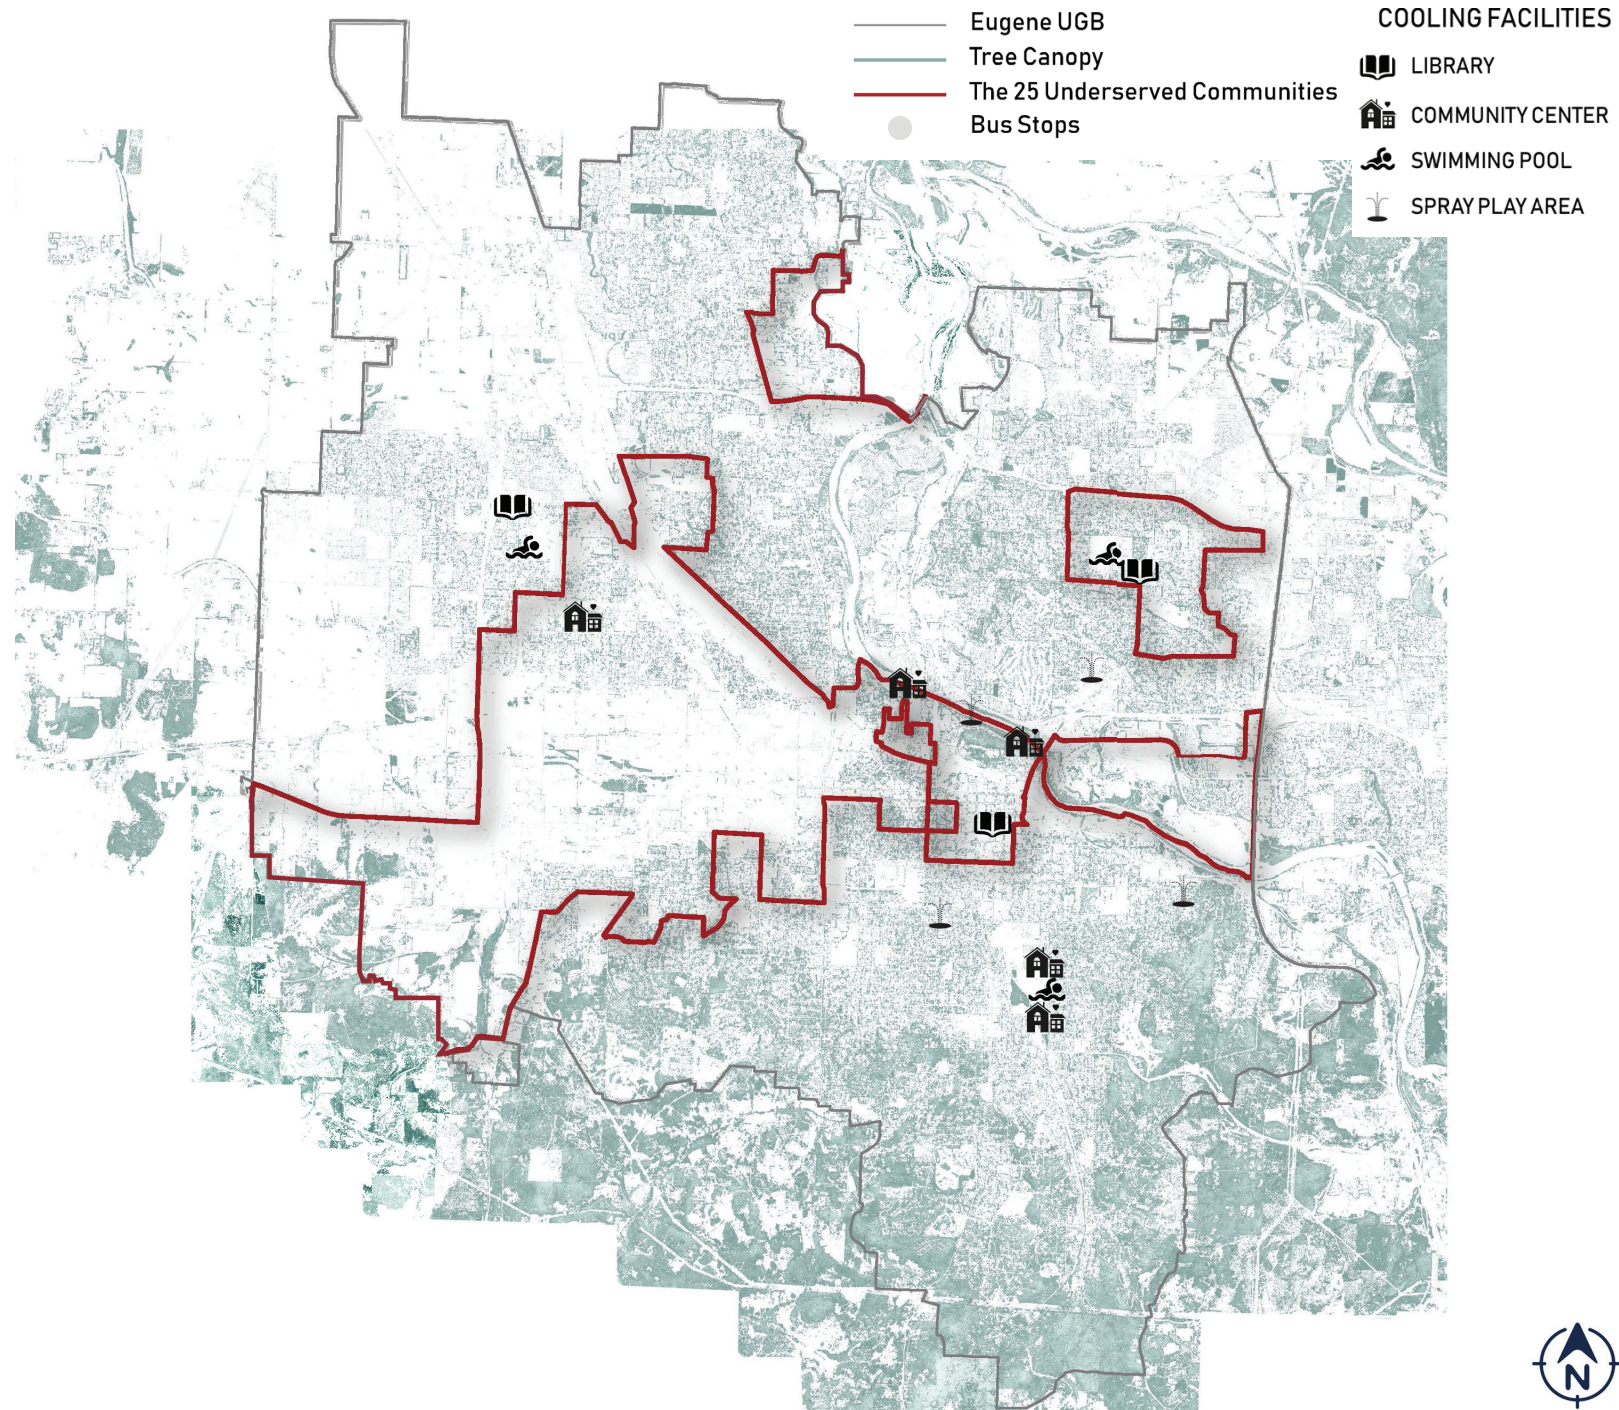 Eugene UGB
Tree Canopy
The 25 Underserved Communities
Bus Stops
COOLING FACILITIES
LIBRARY
COMMUNITY CENTER
SWIMMING POOL
SPRAY PLAY AREA
N